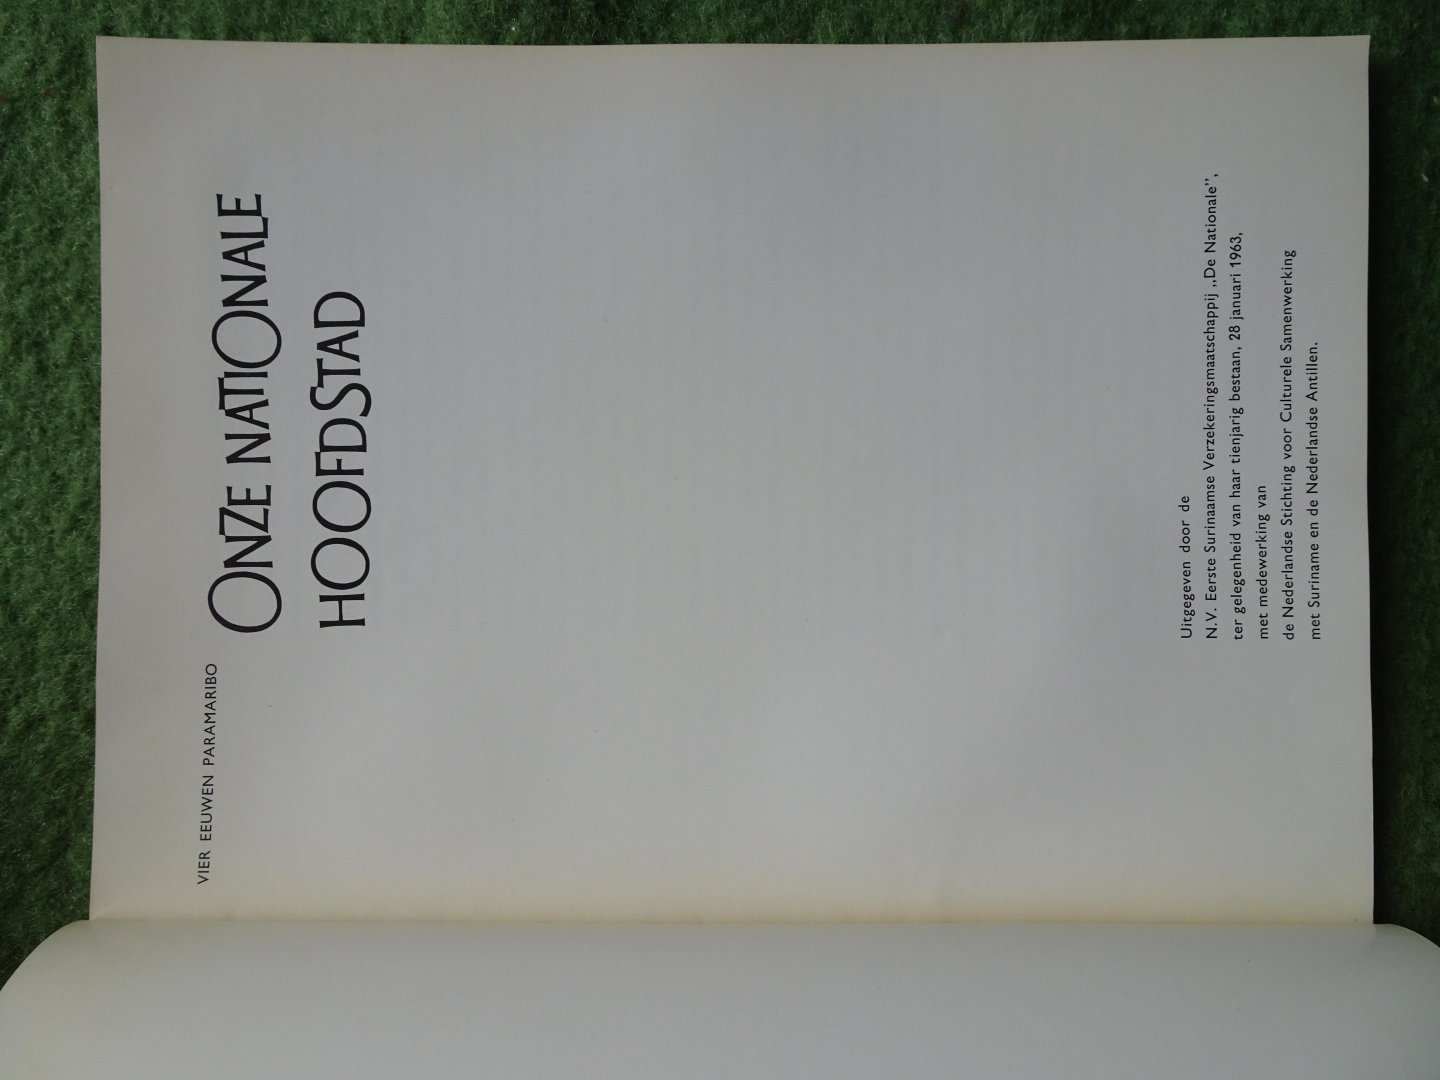 VIER EEUWEN PARAMARIBO
ONZE NATIONALE
HOOFDSTAD
Uitgegeven door de
N.V. Eerste Surinaamse Verzekeringsmaatschappij ,,De Nationale”,
ter gelegenheid van haar tienjarig bestaan, 28 januari 1963,
met medewerking van
de Nederlandse Stichting voor Culturele Samenwerking
met Suriname en de Nederlandse Antillen.